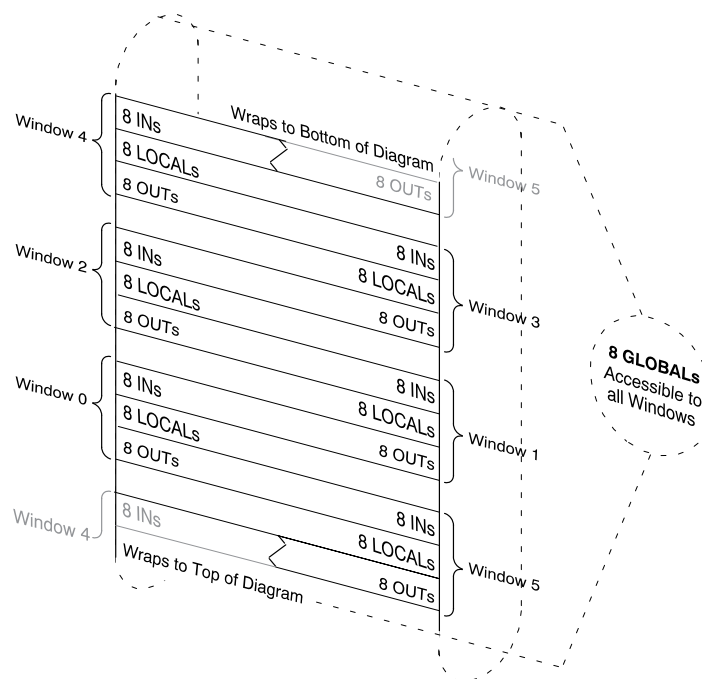 Wraps to Bottom of Diagram
Window 4
8 INs
8 LOCALs
8 OUTs
8 OUTs
Window 5
Window 2
8 INs
8 LOCALs
8 OUTs
8 INs
8 LOCALs
8 OUTs
Window 3
8 GLOBALs
Accessible to
all Windows
Window 0
8 INs
8 LOCALs
8 OUTs
8 INs
8 LOCALs
8 OUTs
Window 1
Window 4
8 INs
8 INs
8 LOCALs
8 OUTs
Window 5
Wraps to Top of Diagram